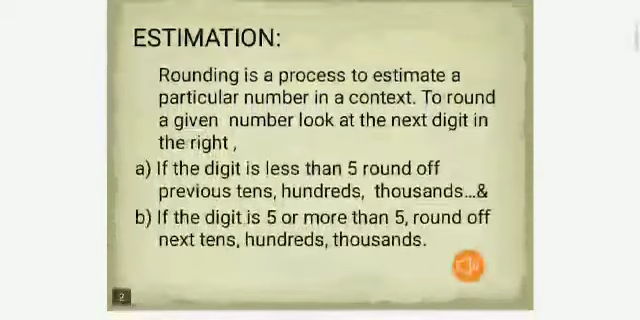 ESTIMATION:
Rounding is a process to estimate a
particular number in a context. To round
a given number look at the next digit in
the right ,
a) If the digit is less than 5 round off
previous tens, hundreds, thousands...&
b) If the digit is 5 or more than 5, round off
next tens, hundreds, thousands.
2